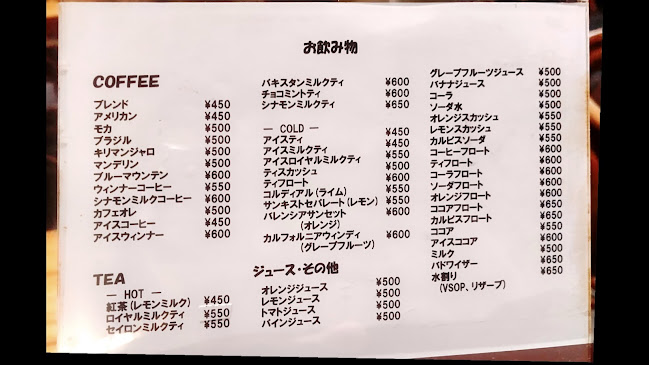 お飲み物
COFFEE
ブレンド ¥450
アメリカン ¥450
モカ ¥500
ブラジル ¥500
キリマンジャロ ¥500
マンデリン ¥500
ブルーマウンテン ¥600
ウィンナーコーヒー ¥550
シナモンミルクコーヒー ¥600
カフェオレ ¥500
アイスコーヒー ¥450
アイスウィンナー ¥600
TEA
― HOT ―
紅茶(レモンミルク) ¥450
ロイヤルミルクティ ¥550
セイロンミルクティ ¥550
パキスタンミルクティ ¥600
チョコミントティ ¥600
シナモンミルクティ ¥650
― COLD ―
アイスティ ¥450
アイスミルクティ ¥450
アイスロイヤルミルクティ ¥550
ティスカッシュ ¥500
ティフロート ¥600
コルディアル(ライム) ¥550
サンキストセパレート(レモン) ¥550
バレンシアサンセット ¥600
(オレンジ)
カルフォルニアウィンディ ¥600
(グレープフルーツ)
ジュース・その他
オレンジジュース ¥500
レモンジュース ¥500
トマトジュース ¥500
パインジュース ¥500
グレープフルーツジュース ¥500
バナナジュース ¥500
コーラ ¥500
ソーダ水 ¥500
オレンジスカッシュ ¥550
レモンスカッシュ ¥550
カルピスソーダ ¥550
コーヒーフロート ¥600
ティフロート ¥600
コーラフロート ¥600
ソーダフロート ¥600
オレンジフロート ¥600
ココアフロート ¥650
カルピスフロート ¥650
ココア ¥550
アイスココア ¥600
ミルク ¥500
バドワイザー ¥650
水割り ¥650
(VSOP、リザーブ)